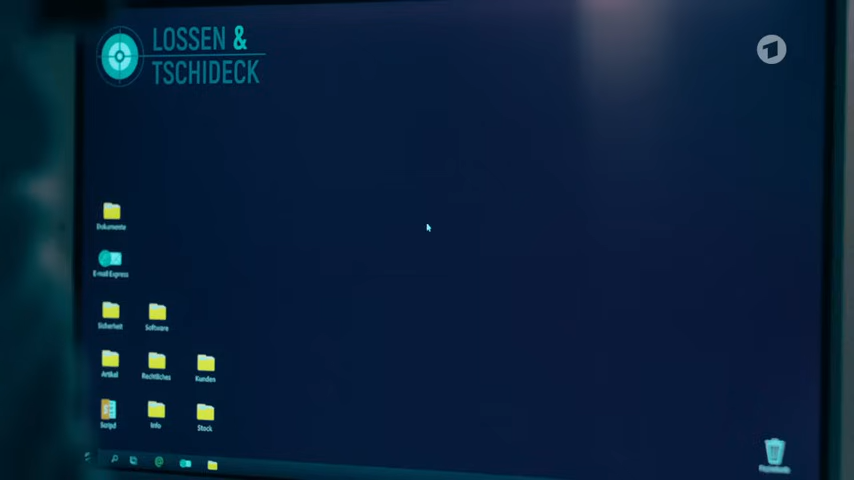 LOSSEN &
TSCHIDECK
Dokumente
E-mail Express
Sicherheit
Software
Artikel
Rechtliches
Kunden
Info
Stock